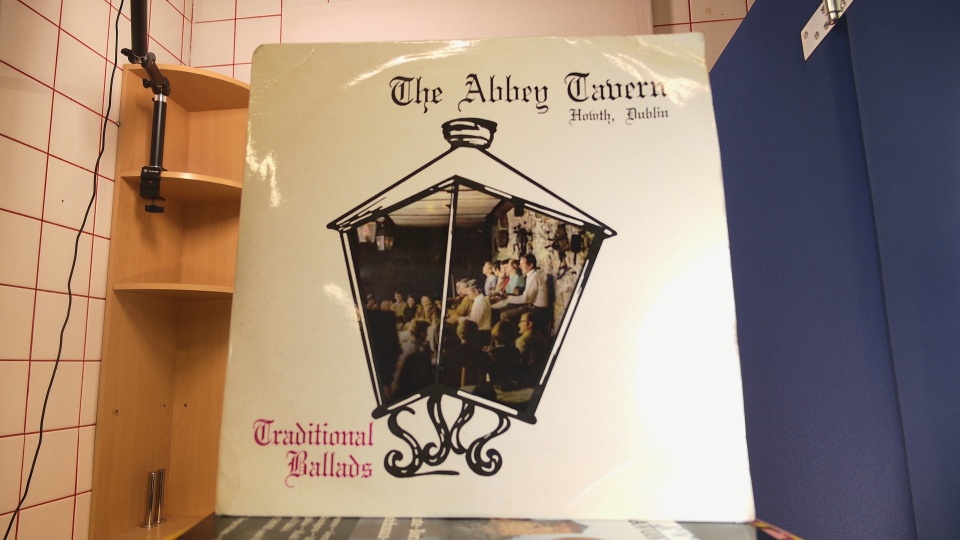 The Abbey Tavern
Howth, Dublin
Traditional
Ballads